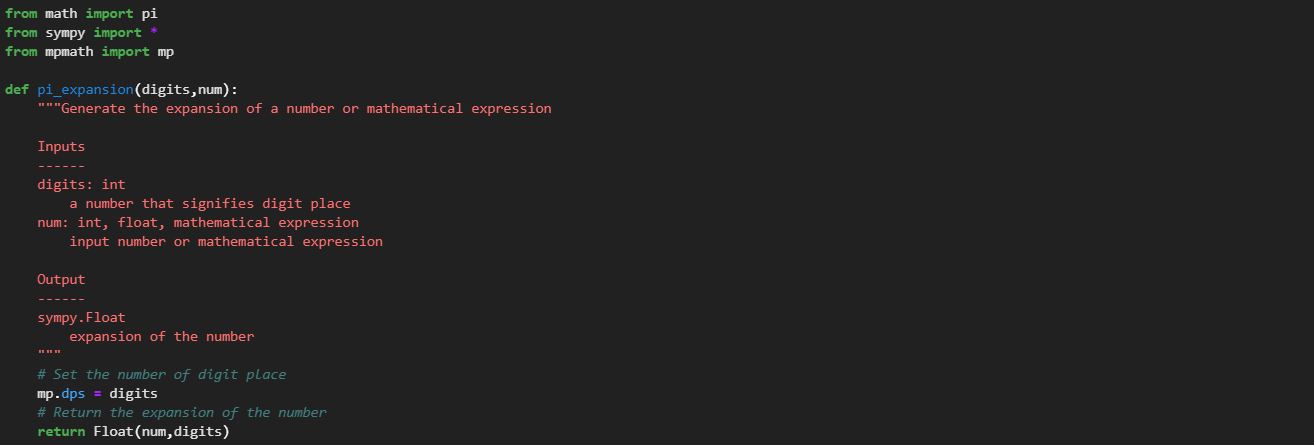 from math import pi
from sympy import *
from mpmath import mp
def pi_expansion(digits,num):
"""Generate the expansion of a number or mathematical expression
Inputs
------
digits: int
a number that signifies digit place
num: int, float, mathematical expression
input number or mathematical expression
Output
------
sympy.Float
expansion of the number
"""
# Set the number of digit place
mp.dps = digits
# Return the expansion of the number
return Float(num,digits)